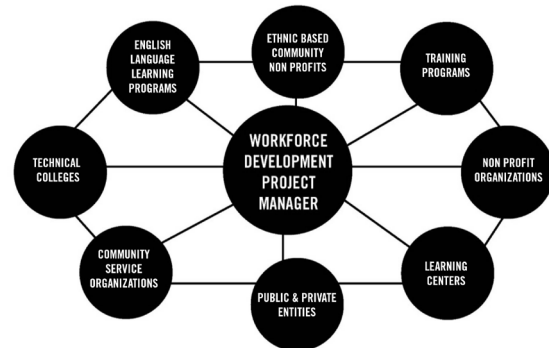 ETHNIC BASED
COMMUNITY
NON PROFITS
ENGLISH
LANGUAGE
LEARNING
PROGRAMS
TRAINING
PROGRAMS
TECHNICAL
COLLEGES
WORKFORCE
DEVELOPMENT
PROJECT
MANAGER
NON PROFIT
ORGANIZATIONS
COMMUNITY
SERVICE
ORGANIZATIONS
LEARNING
CENTERS
PUBLIC & PRIVATE
ENTITIES